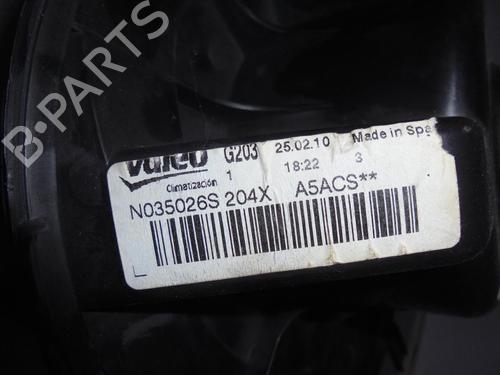 B-PARTS
Valeo G203 25.02.10 Made in Spa
Climatización 1 18:22 3
N035026S 204X A5ACS**
L